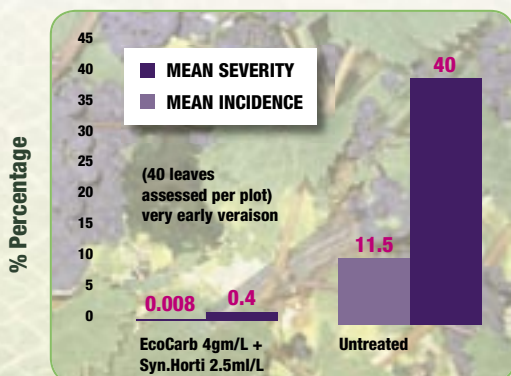 % Percentage
45
40
35
30
25
20
15
10
5
0
MEAN SEVERITY
MEAN INCIDENCE
(40 leaves
assessed per plot)
very early veraison
0.008
0.4
11.5
40
EcoCarb 4gm/L +
Syn.Horti 2.5ml/L
Untreated